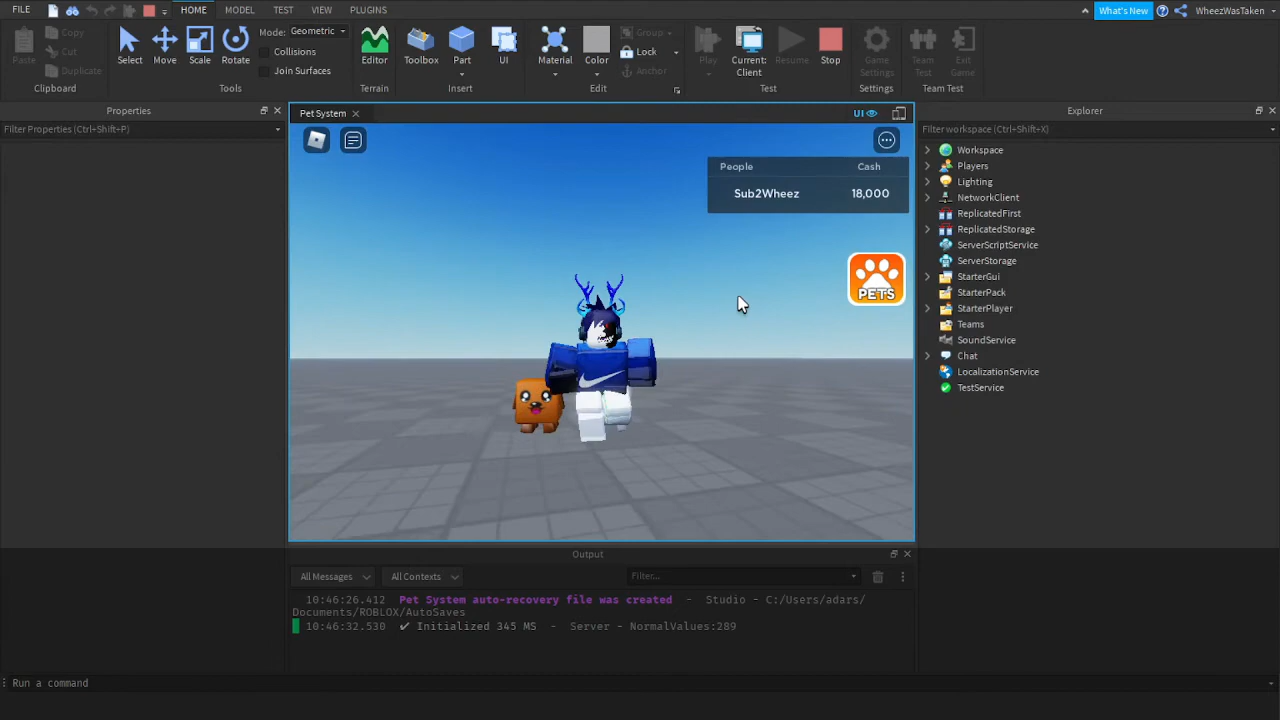 FILE HOME MODEL TEST VIEW PLUGINS What's New WheezWasTaken
Copy Mode: Geometric Group
Cut Collisions Lock
Paste Duplicate Select Move Scale Rotate Join Surfaces Editor Toolbox Part UI Material Color Anchor Play Current: Client Resume Stop Game Settings Team Test Exit Game
Clipboard Tools Terrain Insert Edit Test Settings Team Test
Properties
Filter Properties (Ctrl+Shift+P)
Pet System UI
People Cash
Sub2Wheez 18,000
PETS
Explorer
Filter workspace (Ctrl+Shift+X)
Workspace
Players
Lighting
NetworkClient
ReplicatedFirst
ReplicatedStorage
ServerScriptService
ServerStorage
StarterGui
StarterPack
StarterPlayer
Teams
SoundService
Chat
LocalizationService
TestService
Output
All Messages All Contexts Filter...
10:46:26.412 Pet System auto-recovery file was created - Studio - C:/Users/adars/
Documents/ROBLOX/AutoSaves
10:46:32.530 ✔ Initialized 345 MS - Server - NormalValues:289
Run a command